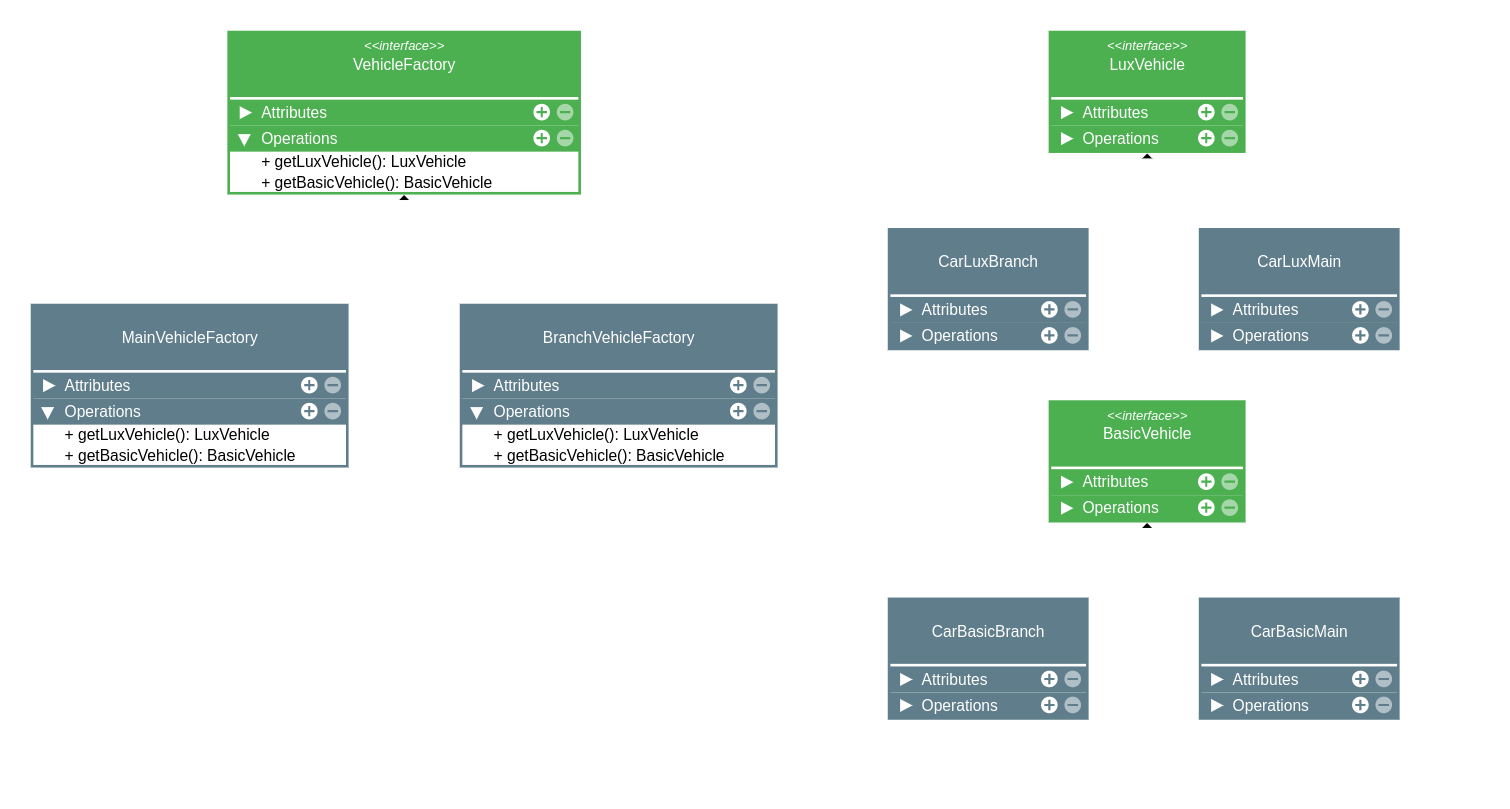 <<interface>>
VehicleFactory
Attributes
Operations
+ getLuxVehicle(): LuxVehicle
+ getBasicVehicle(): BasicVehicle
MainVehicleFactory
Attributes
Operations
+ getLuxVehicle(): LuxVehicle
+ getBasicVehicle(): BasicVehicle
BranchVehicleFactory
Attributes
Operations
+ getLuxVehicle(): LuxVehicle
+ getBasicVehicle(): BasicVehicle
<<interface>>
LuxVehicle
Attributes
Operations
CarLuxBranch
Attributes
Operations
CarLuxMain
Attributes
Operations
<<interface>>
BasicVehicle
Attributes
Operations
CarBasicBranch
Attributes
Operations
CarBasicMain
Attributes
Operations